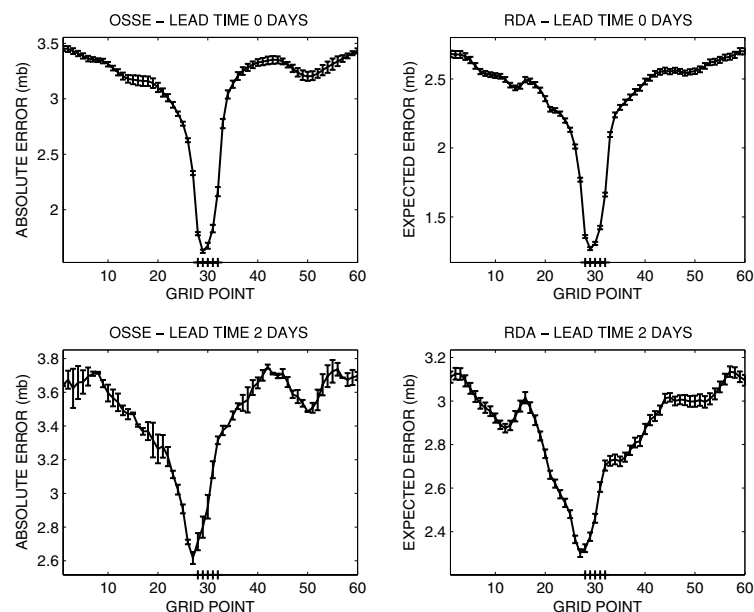 OSSE – LEAD TIME 0 DAYS
ABSOLUTE ERROR (mb)
3.5
3
2.5
2
10 20 30 40 50 60
GRID POINT
RDA – LEAD TIME 0 DAYS
EXPECTED ERROR (mb)
2.5
2
1.5
10 20 30 40 50 60
GRID POINT
OSSE – LEAD TIME 2 DAYS
ABSOLUTE ERROR (mb)
3.8
3.6
3.4
3.2
3
2.8
2.6
0 10 20 30 40 50 60
GRID POINT
RDA – LEAD TIME 2 DAYS
EXPECTED ERROR (mb)
3.2
3
2.8
2.6
2.4
0 10 20 30 40 50 60
GRID POINT